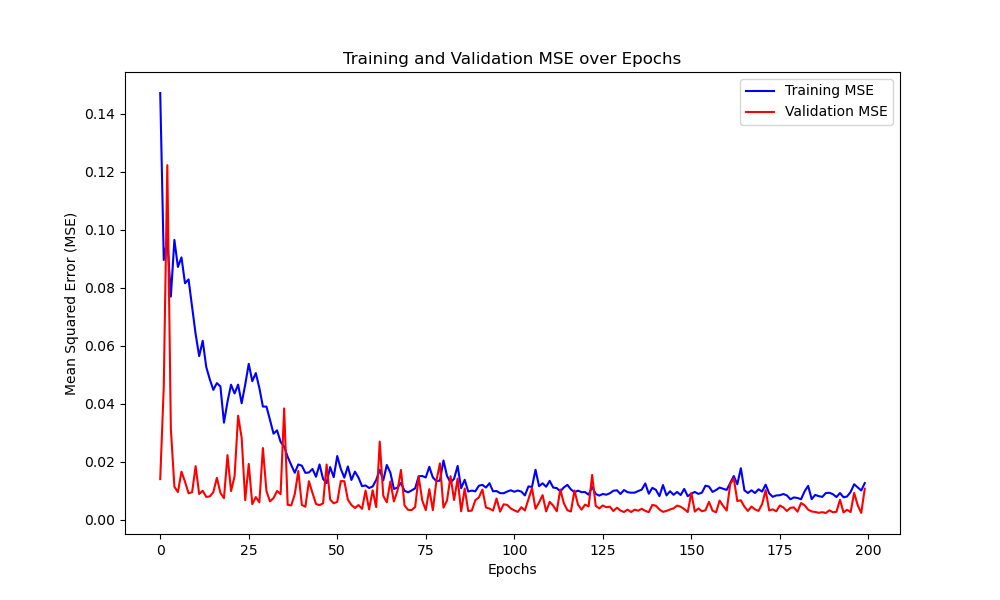 Training and Validation MSE over Epochs
Training MSE
Validation MSE
Mean Squared Error (MSE)
0.14
0.12
0.10
0.08
0.06
0.04
0.02
0.00
0 25 50 75 100 125 150 175 200
Epochs